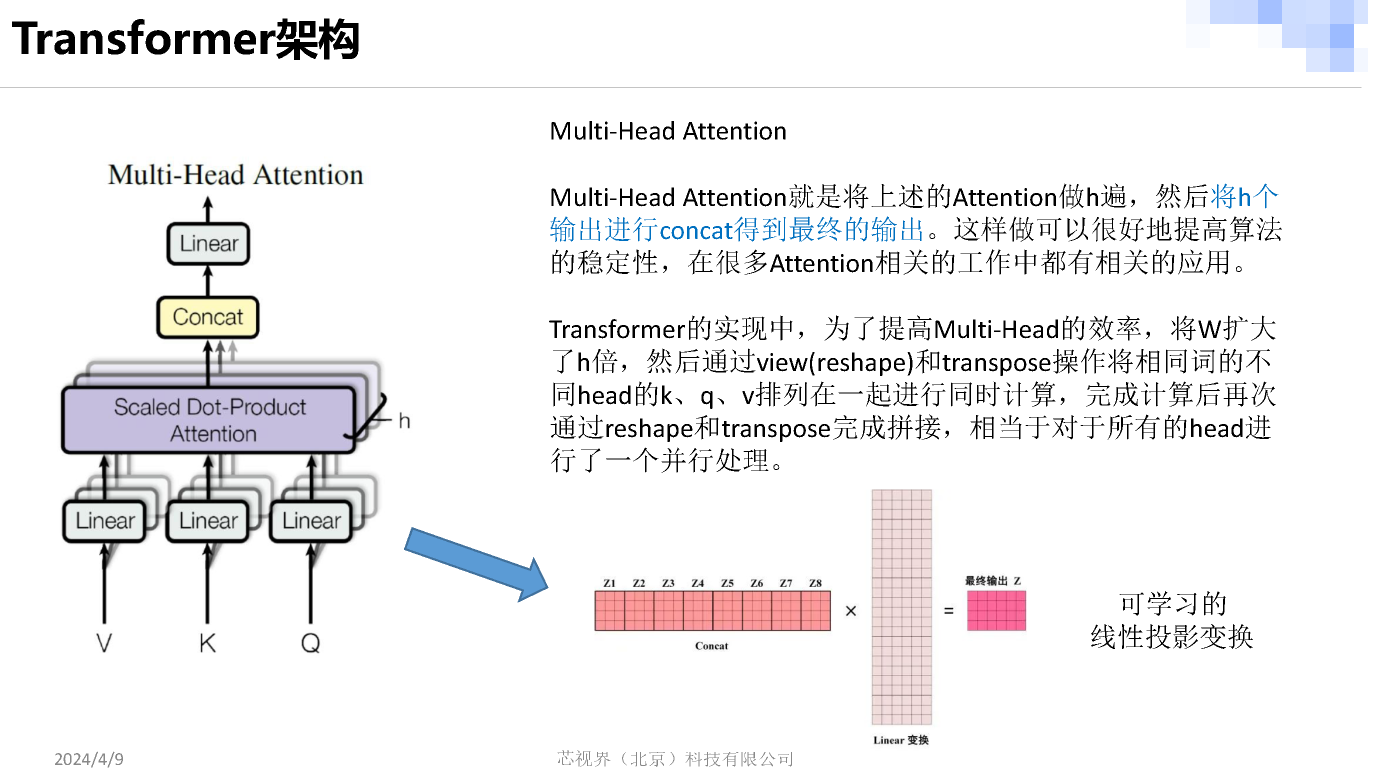 Transformer架构
Multi-Head Attention
Linear
Concat
Scaled Dot-Product
Attention
h
Linear
Linear
Linear
V
K
Q
Multi-Head Attention
Multi-Head Attention就是将上述的Attention做h遍，然后将h个
输出进行concat得到最终的输出。这样做可以很好地提高算法
的稳定性，在很多Attention相关的工作中都有相关的应用。
Transformer的实现中，为了提高Multi-Head的效率，将W扩大
了h倍，然后通过view(reshape)和transpose操作将相同词的不
同head的k、q、v排列在一起进行同时计算，完成计算后再次
通过reshape和transpose完成拼接，相当于对于所有的head进
行了一个并行处理。
Z1 Z2 Z3 Z4 Z5 Z6 Z7 Z8
Concat
×
Linear 变换
=
最终输出 Z
可学习的
线性投影变换
2024/4/9
芯视界（北京）科技有限公司